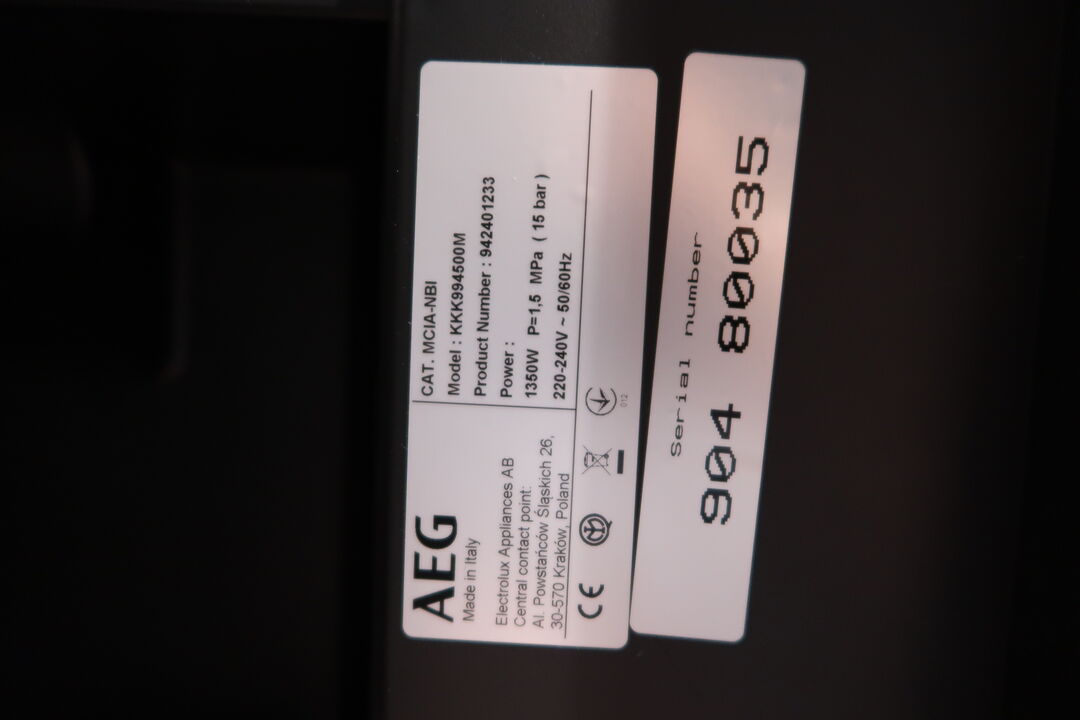 AEG
Made in Italy
Electrolux Appliances AB
Central contact point:
Al. Powstańców Śląskich 26,
30-570 Kraków, Poland
CAT. MCIA-NBI
Model : KKK994500M
Product Number : 942401233
Power :
1350W P=1,5 MPa ( 15 bar )
220-240V ~ 50/60Hz
CE
012
Serial number
904 80035